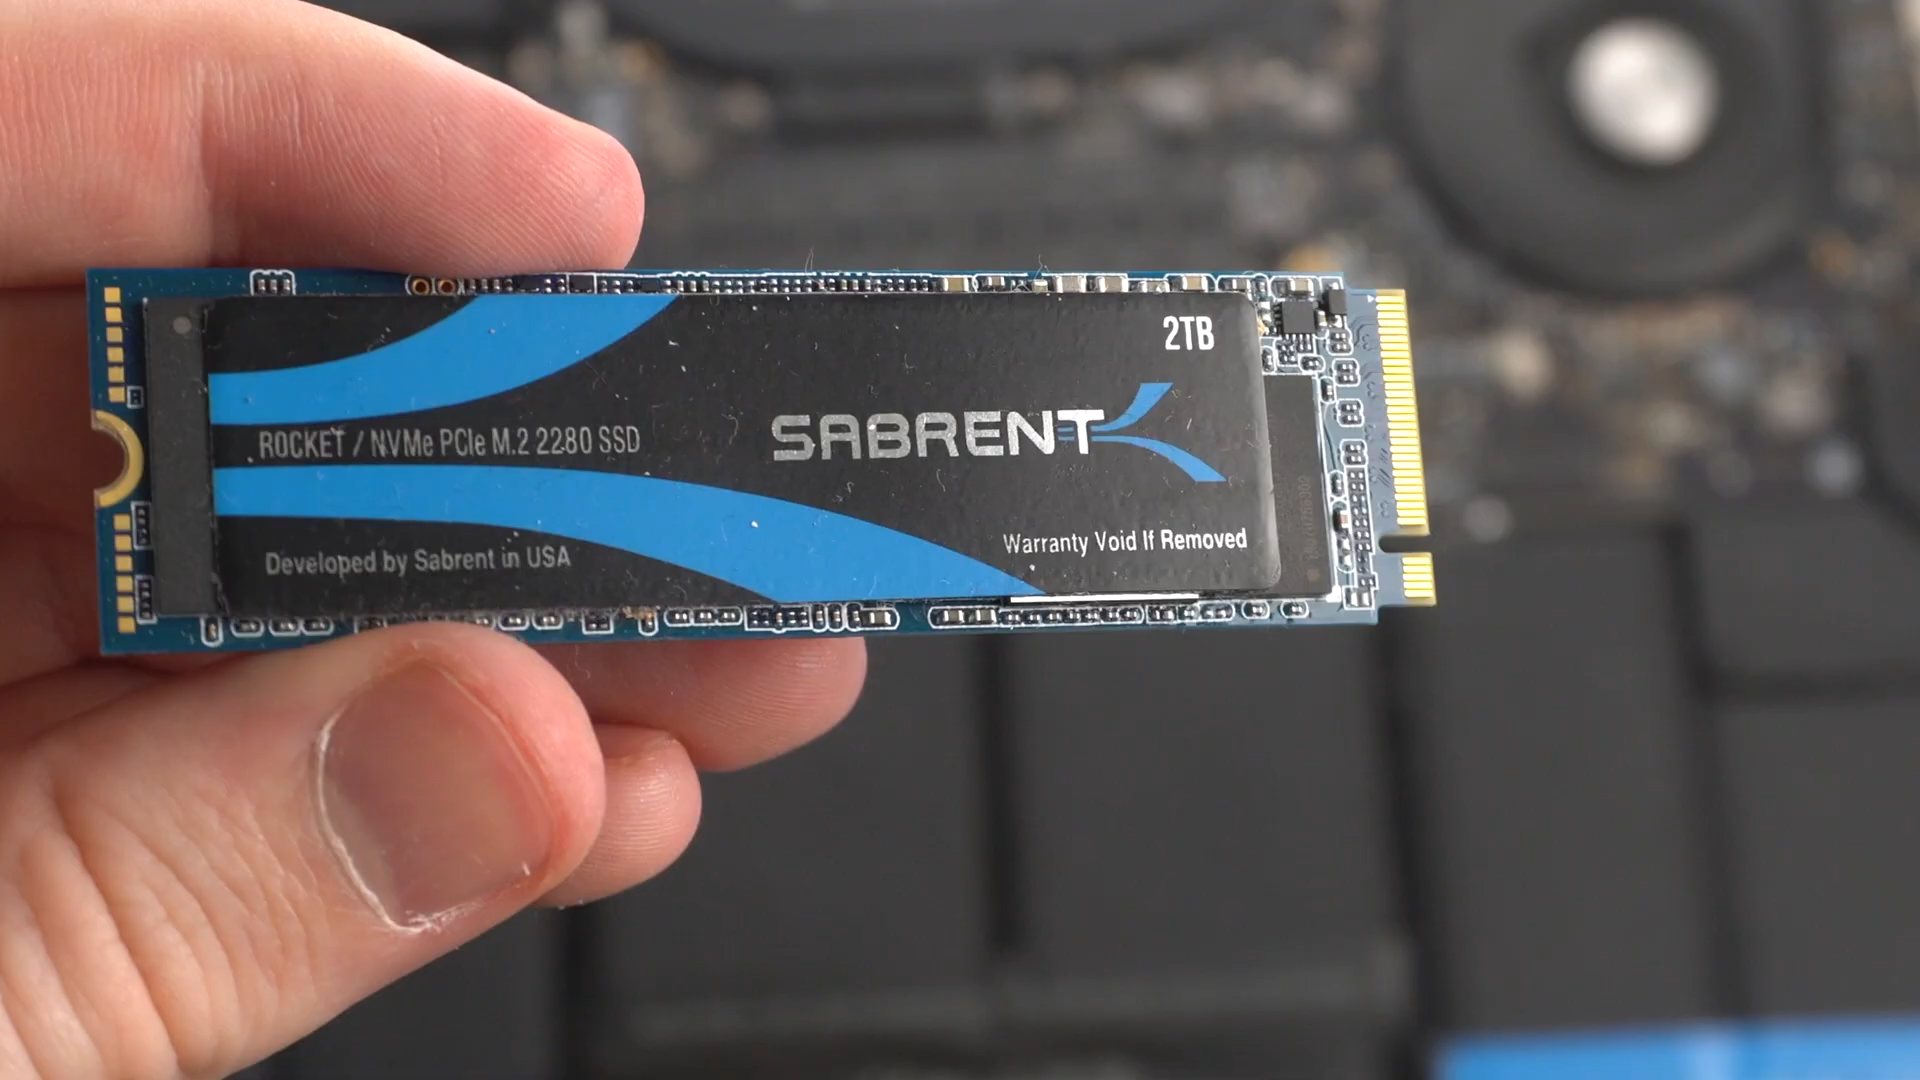 2TB
SABRENT
ROCKET / NVMe PCIe M.2 2280 SSD
Warranty Void If Removed
Developed by Sabrent in USA